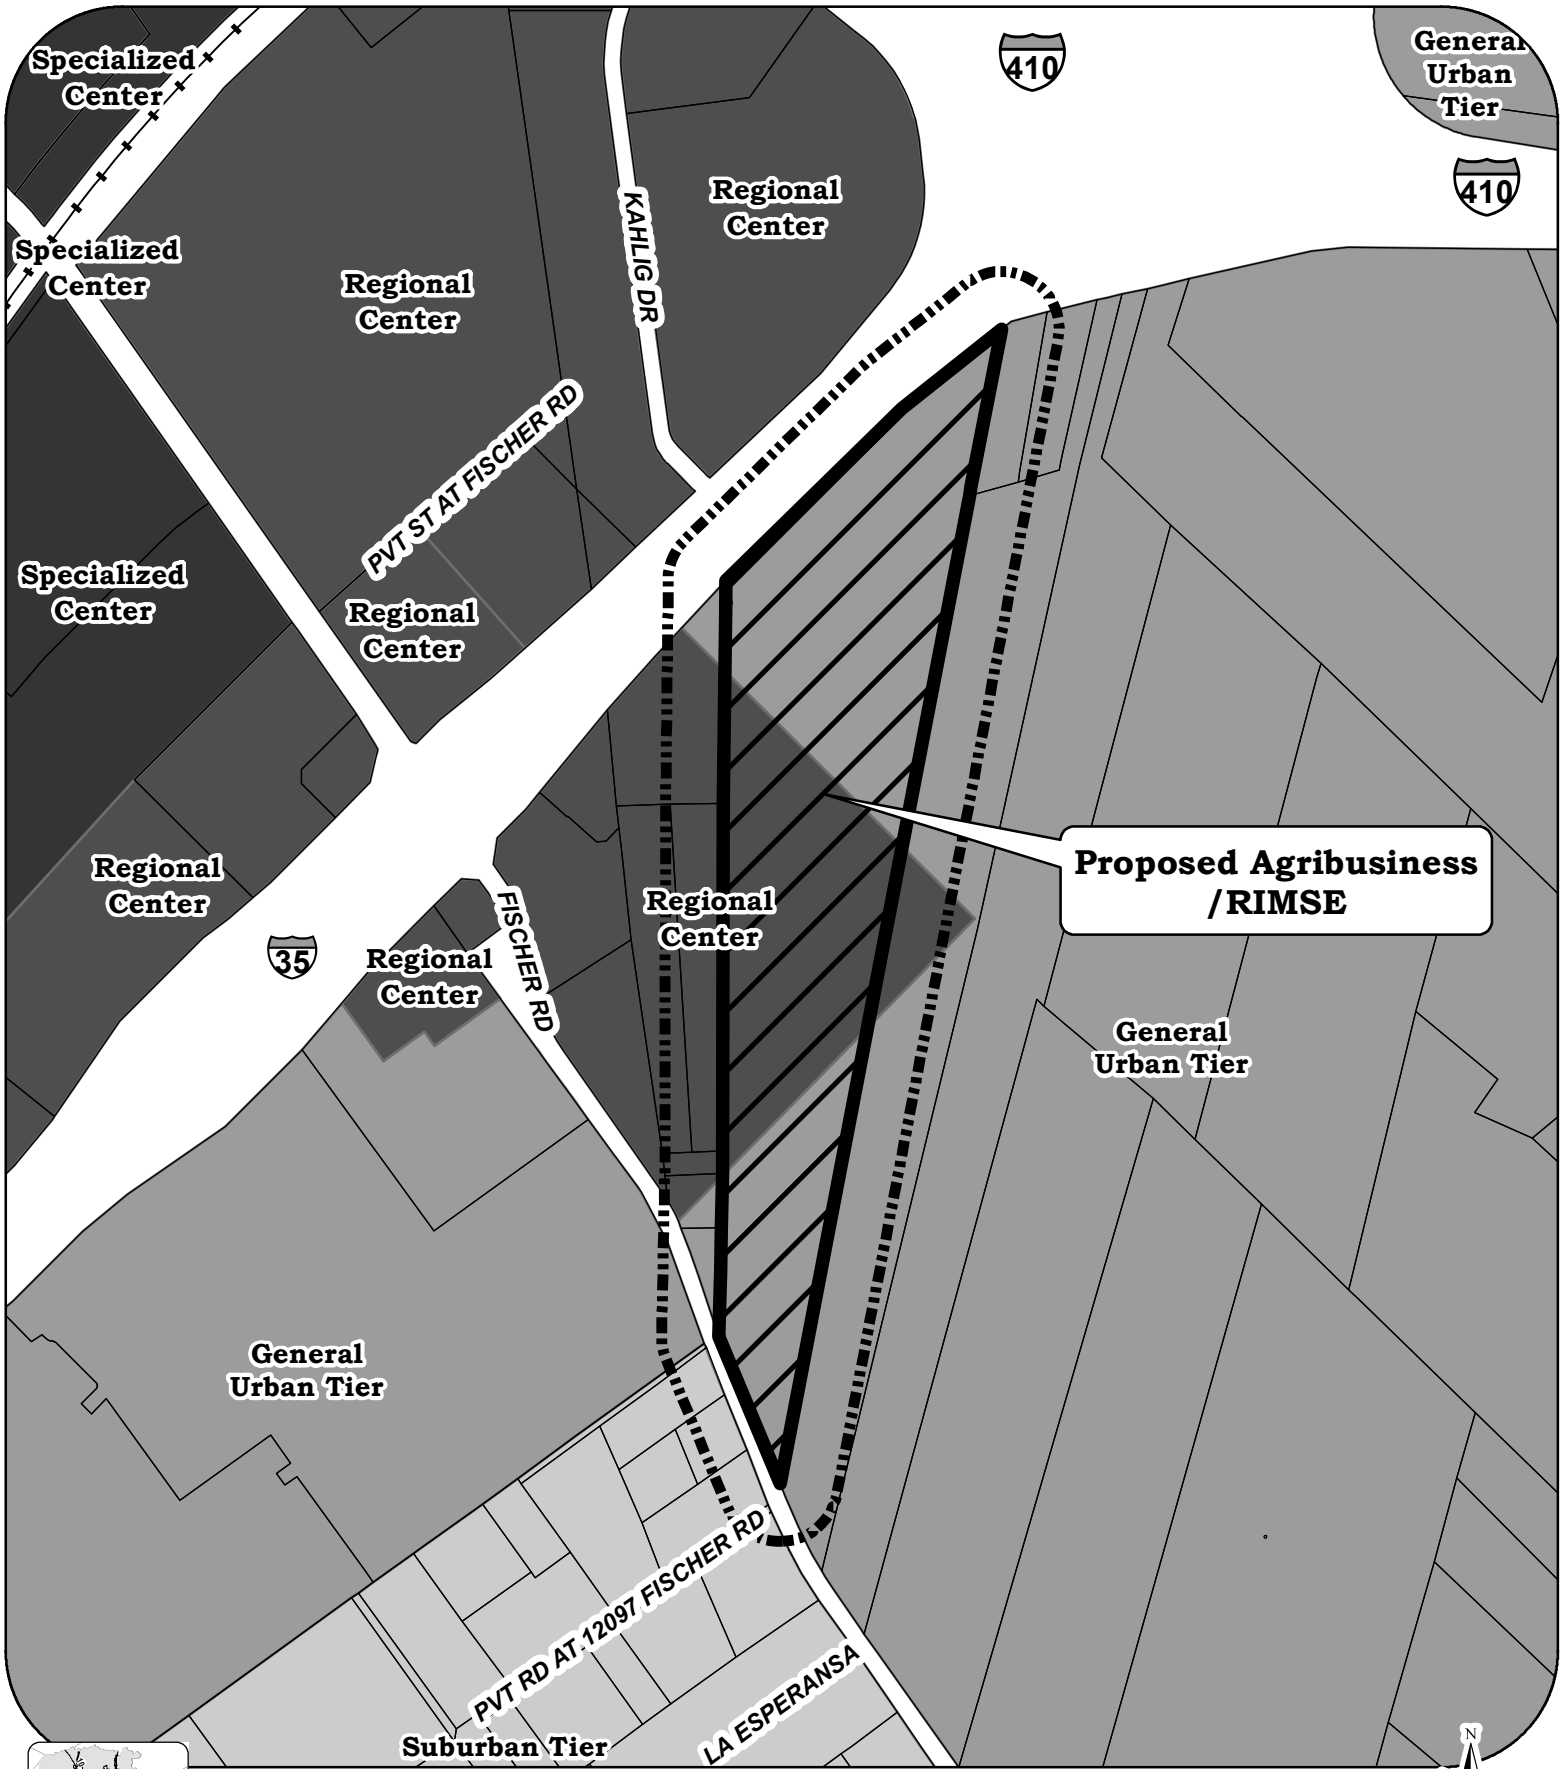 Specialized
Center
410
General
Urban
Tier
410
Regional
Center
KAHLIG DR
Specialized
Center
Regional
Center
PVT ST AT FISCHER RD
Specialized
Center
Regional
Center
Proposed Agribusiness
/RIMSE
Regional
Center
Regional
Center
FISCHER RD
35
Regional
Center
General
Urban Tier
General
Urban Tier
PVT RD AT 12097 FISCHER RD
LA ESPERANSA
Suburban Tier
N